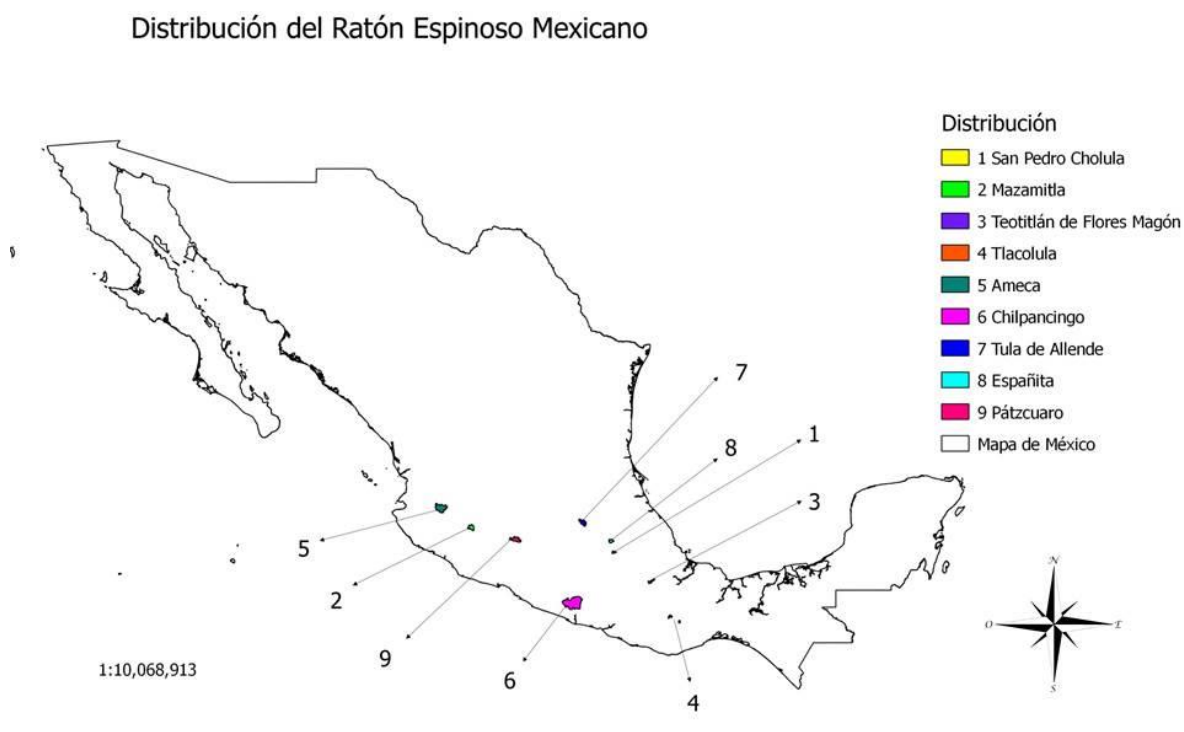 Distribución del Ratón Espinoso Mexicano
Distribución
1 San Pedro Cholula
2 Mazamitla
3 Teotitlán de Flores Magón
4 Tlacolula
5 Ameca
6 Chilpancingo
7 Tula de Allende
8 Españita
9 Pátzcuaro
Mapa de México
7
1
8
3
5
2
9
6
4
1:10,068,913
N
O
E
S